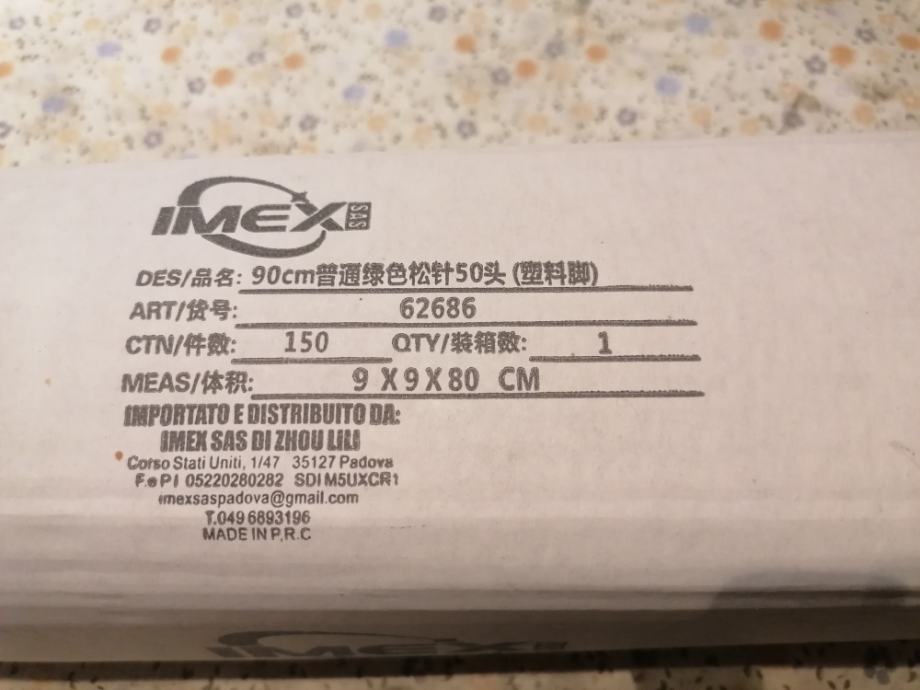 IMEX SAS
DES/品名: 90cm普通绿色松针50头 (塑料脚)
ART/货号: 62686
CTN/件数: 150 QTY/装箱数: 1
MEAS/体积: 9 X 9 X 80 CM
IMPORTATO E DISTRIBUITO DA:
IMEX SAS DI ZHOU LILI
Corso Stati Uniti, 1/47 35127 Padova
F.e P I 05220280282 SDI M5UXCR1
imexsaspadova@gmail.com
T.049 6893196
MADE IN P.R.C
IMEX